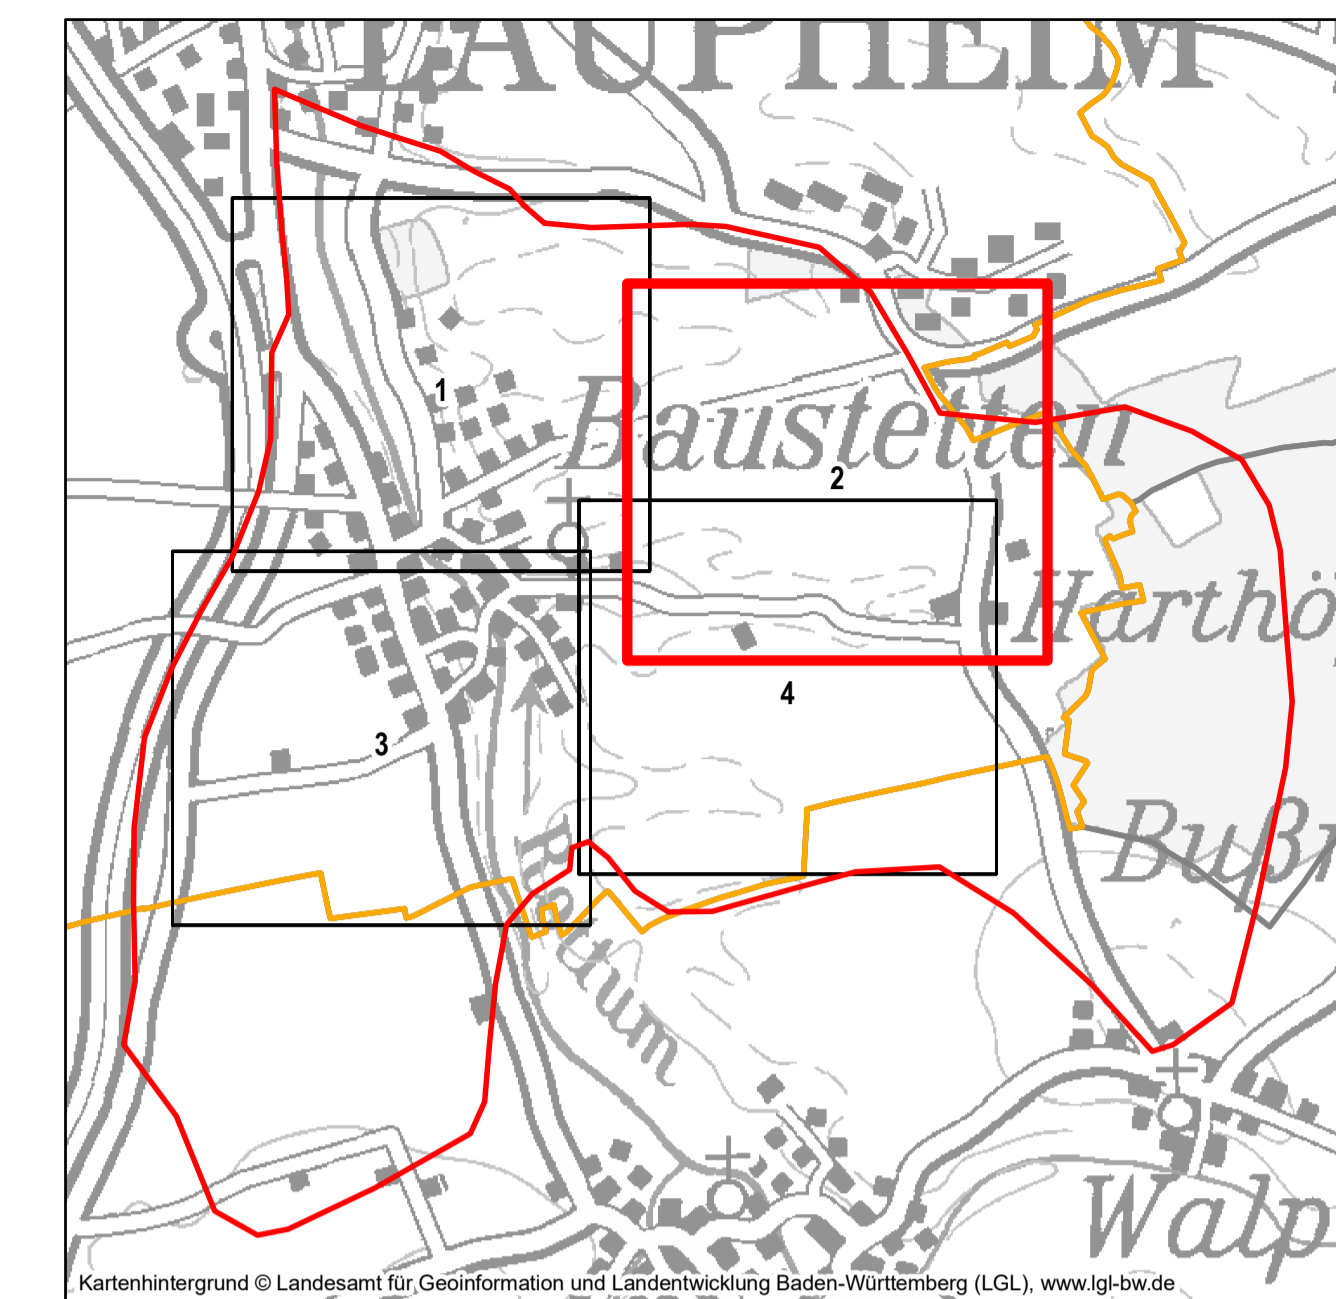 LAUPHEIM
1
Baustetten
2
Harthö
4
3
Bußr
Rottum
Walp
Kartenhintergrund © Landesamt für Geoinformation und Landentwicklung Baden-Württemberg (LGL), www.lgl-bw.de